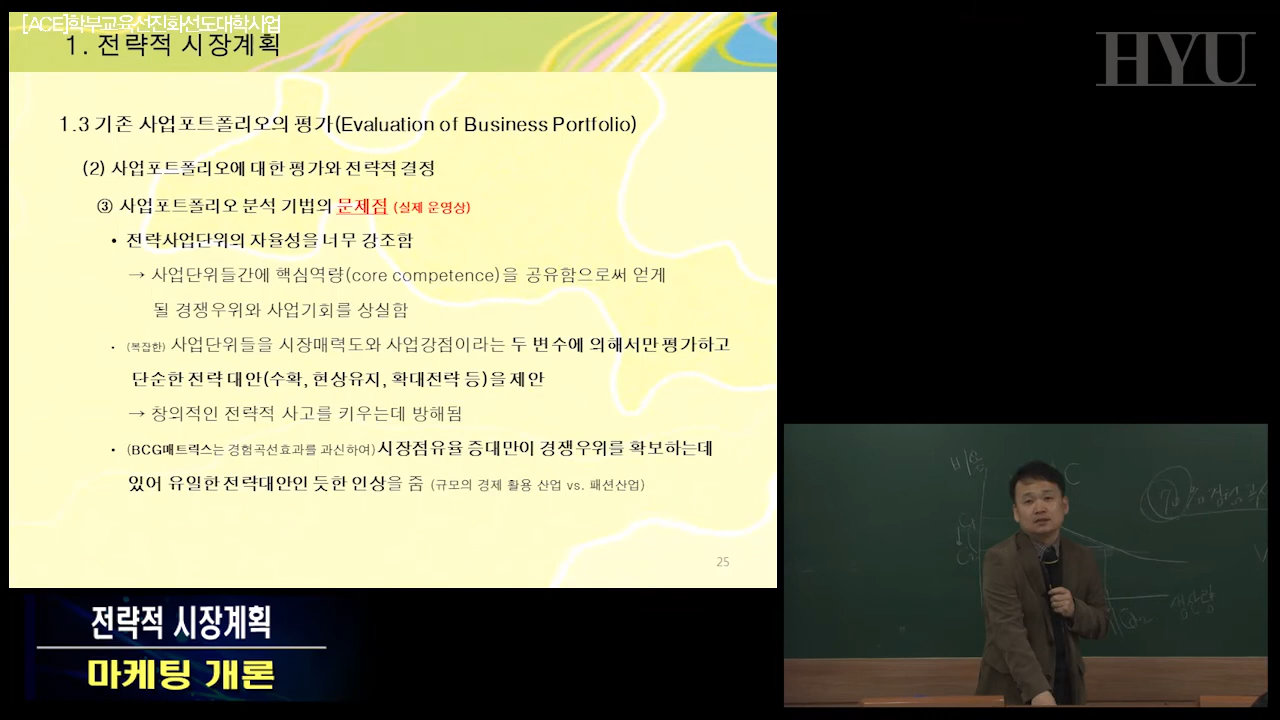 [ACE]학부교육선진화선도대학사업
1. 전략적 시장계획
HYU
1.3 기존 사업포트폴리오의 평가(Evaluation of Business Portfolio)
(2) 사업포트폴리오에 대한 평가와 전략적 결정
③ 사업포트폴리오 분석 기법의 문제점 (실제 운영상)
• 전략사업단위의 자율성을 너무 강조함
→ 사업단위들간에 핵심역량(core competence)을 공유함으로써 얻게
될 경쟁우위와 사업기회를 상실함
• (복잡한) 사업단위들을 시장매력도와 사업강점이라는 두 변수에 의해서만 평가하고
단순한 전략 대안(수확, 현상유지, 확대전략 등)을 제안
→ 창의적인 전략적 사고를 키우는데 방해됨
• (BCG매트릭스는 경험곡선효과를 과신하여) 시장점유율 증대만이 경쟁우위를 확보하는데
있어 유일한 전략대안인 듯한 인상을 줌 (규모의 경제 활용 산업 vs. 패션산업)
25
비용
C
C₁
C₂
생산량
전략적 시장계획
마케팅 개론